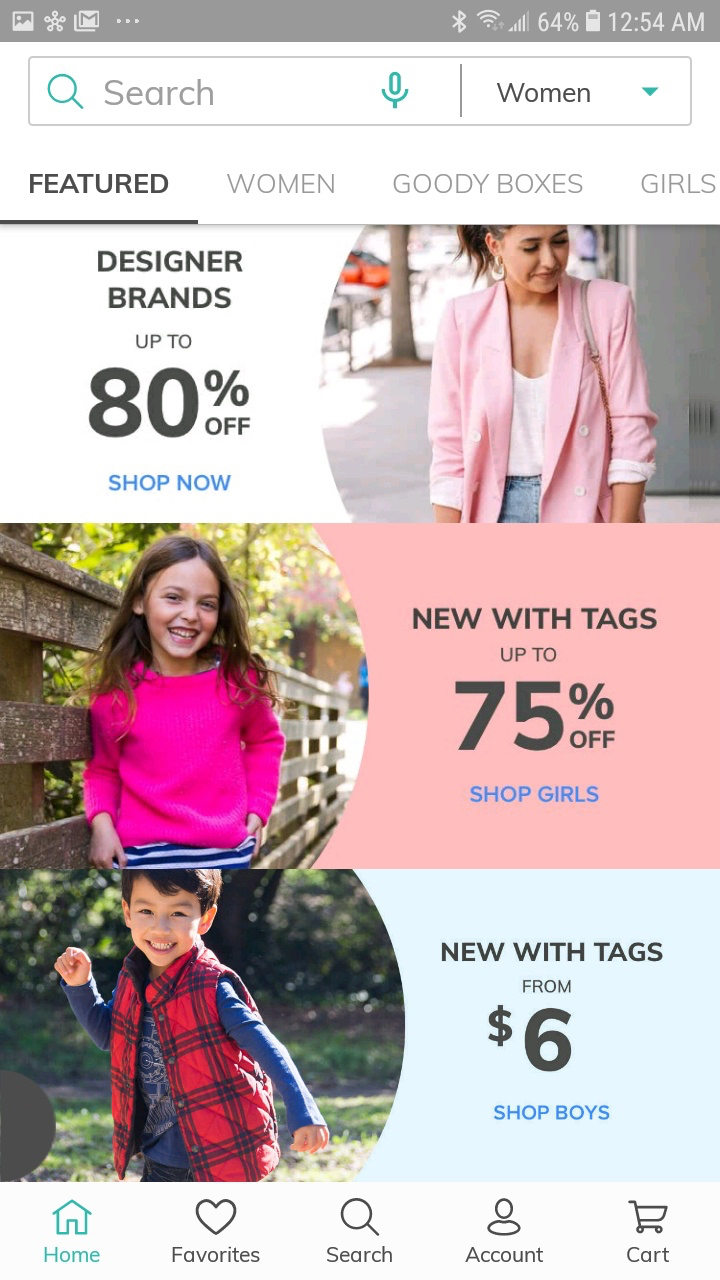 64% 12:54 AM
Search Women
FEATURED WOMEN GOODY BOXES GIRLS
DESIGNER
BRANDS
UP TO
80% OFF
SHOP NOW
NEW WITH TAGS
UP TO
75% OFF
SHOP GIRLS
NEW WITH TAGS
FROM
$6
SHOP BOYS
Home Favorites Search Account Cart